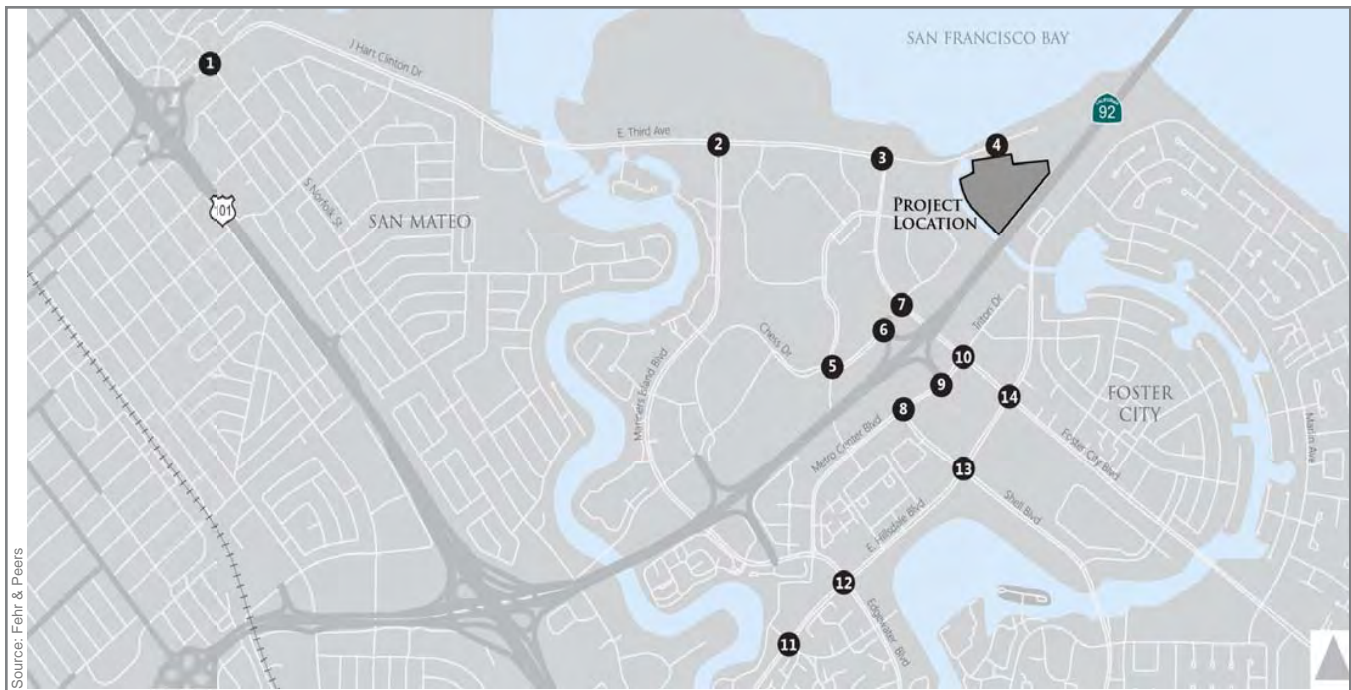 SAN FRANCISCO BAY
J Hart Clinton Dr
CALIFORNIA
92
1
E. Third Ave
2
3
4
101
S Norfolk St
SAN MATEO
PROJECT
LOCATION
7
6
Triton Dr
Chess Dr
5
10
9
14
8
FOSTER
CITY
Mariners Island Blvd
Metro Center Blvd
Foster City Blvd
Marlin Ave
13
Shell Blvd
E. Hillsdale Blvd
12
Edgewater Blvd
11
Source: Fehr & Peers